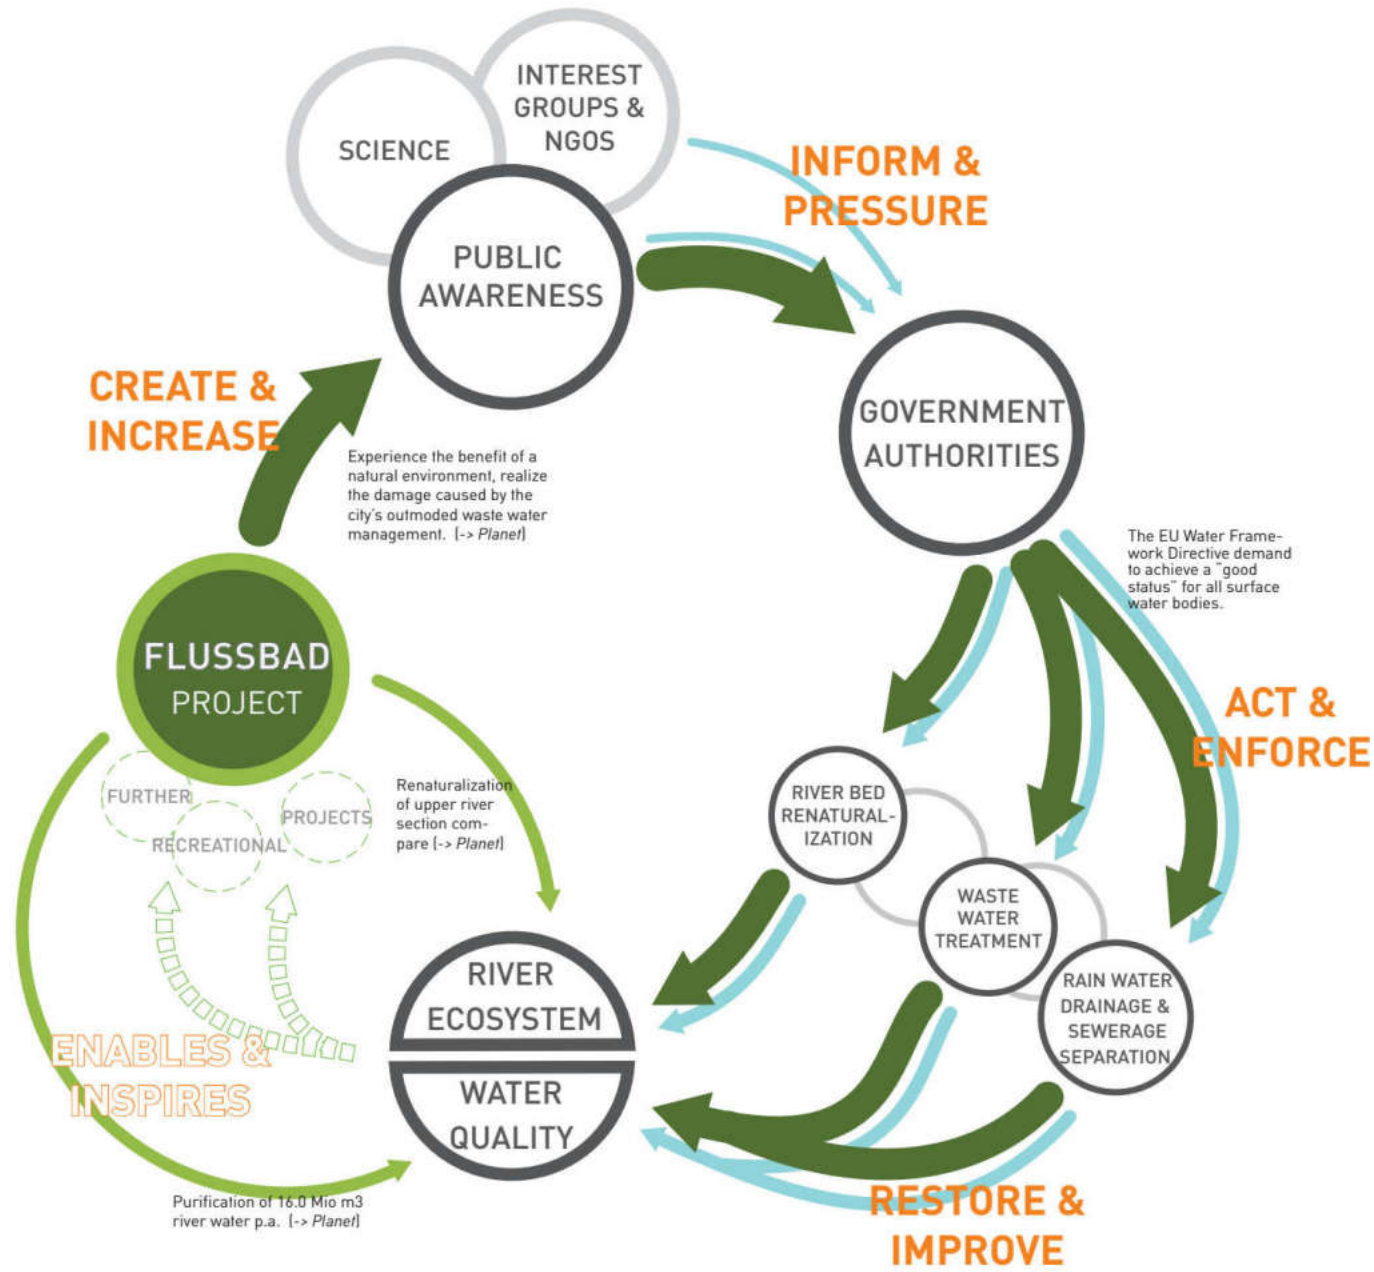 INTEREST
GROUPS &
NGOS
SCIENCE
INFORM &
PRESSURE
PUBLIC
AWARENESS
CREATE &
INCREASE
GOVERNMENT
AUTHORITIES
Experience the benefit of a
natural environment, realize
the damage caused by the
city's outmoded waste water
management. (-> Planet)
The EU Water Frame-
work Directive demand
to achieve a "good
status" for all surface
water bodies.
FLUSSBAD
PROJECT
ACT &
ENFORCE
FURTHER
RECREATIONAL
PROJECTS
Renaturalization
of upper river
section com-
pare (-> Planet)
RIVER BED
RENATURAL-
IZATION
WASTE
WATER
TREATMENT
RAIN WATER
DRAINAGE &
SEWERAGE
SEPARATION
RIVER
ECOSYSTEM
WATER
QUALITY
ENABLES &
INSPIRES
Purification of 16.0 Mio m3
river water p.a. (-> Planet)
RESTORE &
IMPROVE